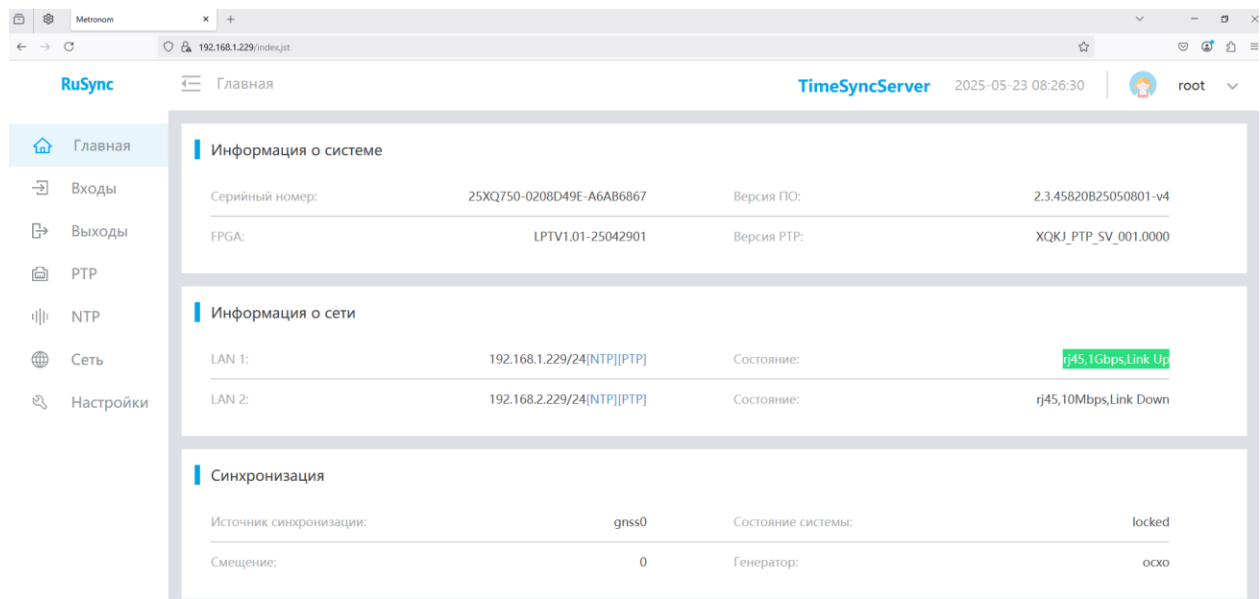 Metronom
192.168.1.229/index.jst
RuSync
Главная
TimeSyncServer
2025-05-23 08:26:30
root
Главная
Входы
Выходы
PTP
NTP
Сеть
Настройки
Информация о системе
Серийный номер: 25XQ750-0208D49E-A6AB6867 Версия ПО: 2.3.45820B25050801-v4
FPGA: LPTV1.01-25042901 Версия PTP: XQKJ_PTP_SV_001.0000
Информация о сети
LAN 1: 192.168.1.229/24[NTP][PTP] Состояние: rj45,1Gbps,Link Up
LAN 2: 192.168.2.229/24[NTP][PTP] Состояние: rj45,10Mbps,Link Down
Синхронизация
Источник синхронизации: gnss0 Состояние системы: locked
Смещение: 0 Генератор: ocxo